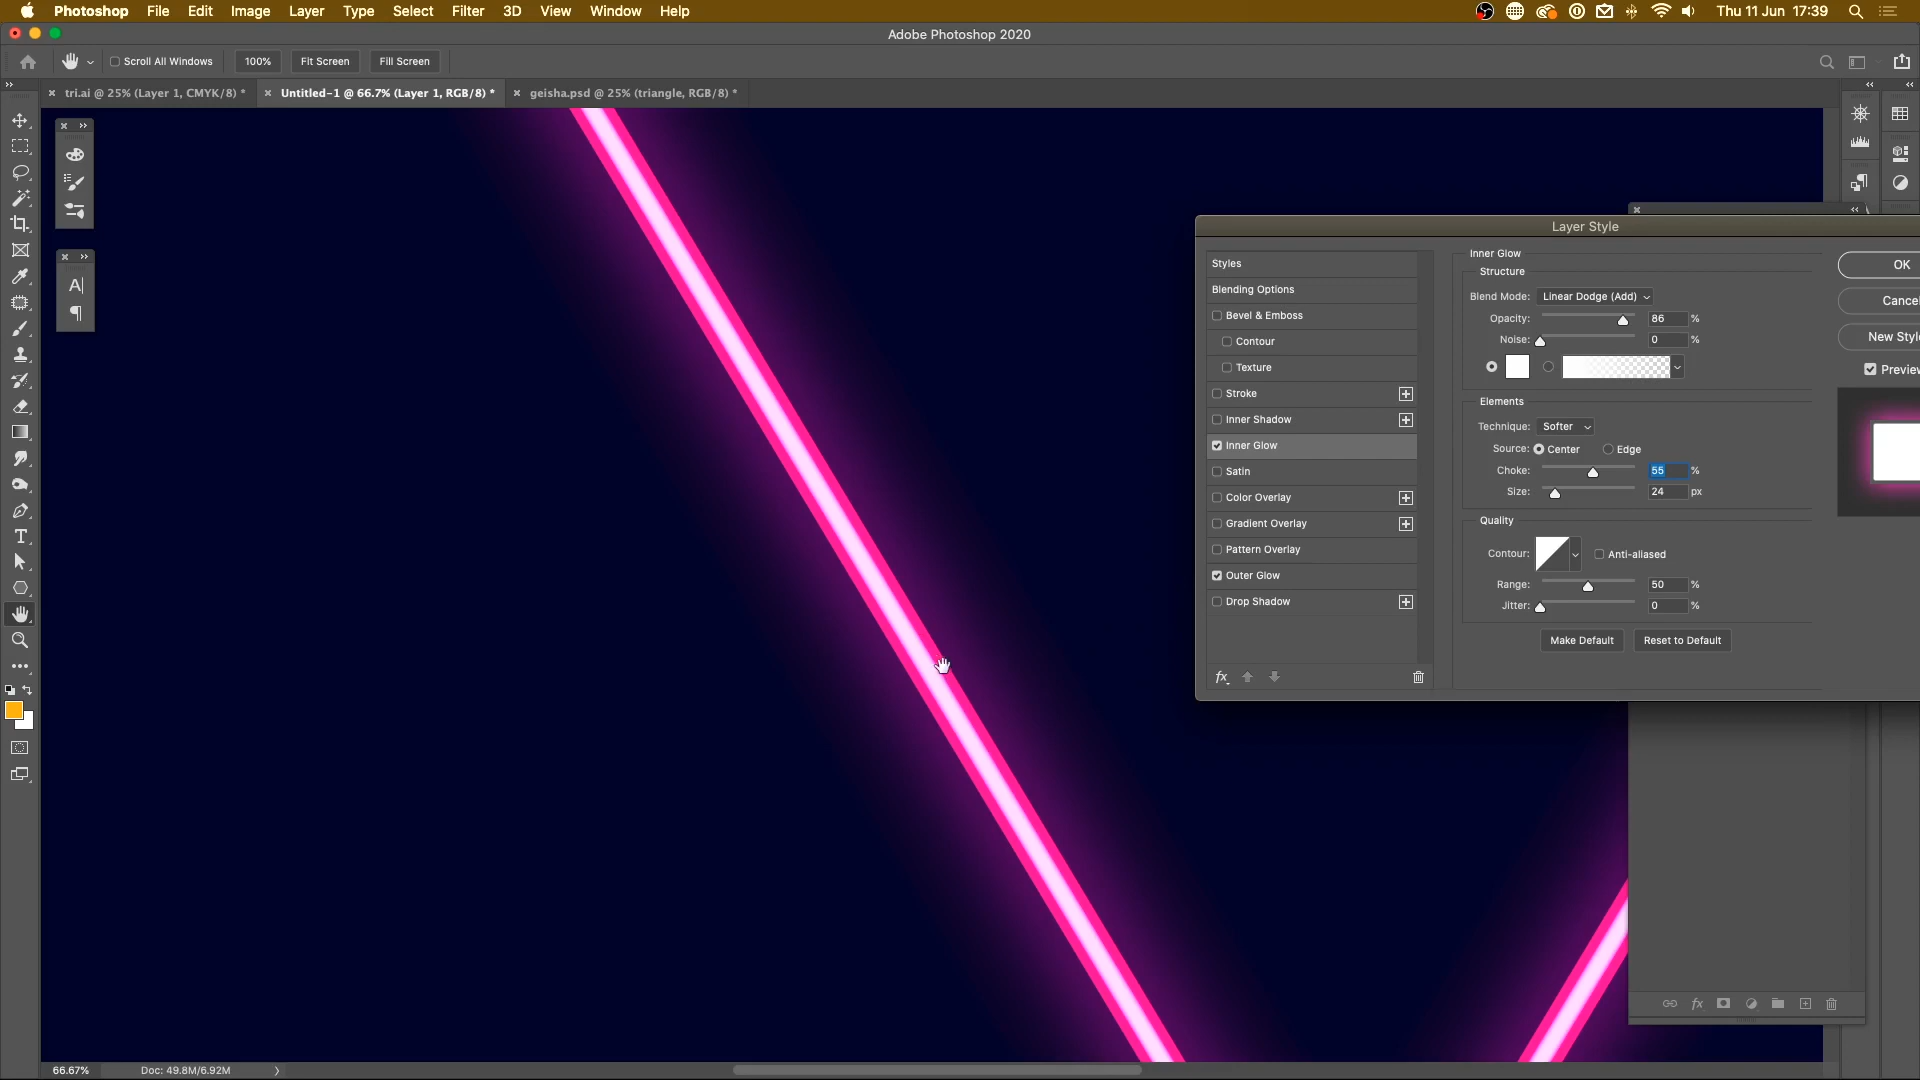 Photoshop File Edit Image Layer Type Select Filter 3D View Window Help Thu 11 Jun 17:39
Adobe Photoshop 2020
Scroll All Windows 100% Fit Screen Fill Screen
tri.ai @ 25% (Layer 1, CMYK/8) * Untitled-1 @ 66.7% (Layer 1, RGB/8) * geisha.psd @ 25% (triangle, RGB/8) *
Layer Style
Styles
Blending Options
Bevel & Emboss
Contour
Texture
Stroke
Inner Shadow
Inner Glow
Satin
Color Overlay
Gradient Overlay
Pattern Overlay
Outer Glow
Drop Shadow
fx
Inner Glow
Structure
Blend Mode: Linear Dodge (Add)
Opacity: 86 %
Noise: 0 %
Elements
Technique: Softer
Source: Center Edge
Choke: 55 %
Size: 24 px
Quality
Contour: Anti-aliased
Range: 50 %
Jitter: 0 %
Make Default Reset to Default
OK
Cancel
New Style
Preview
fx
66.67% Doc: 49.8M/6.92M